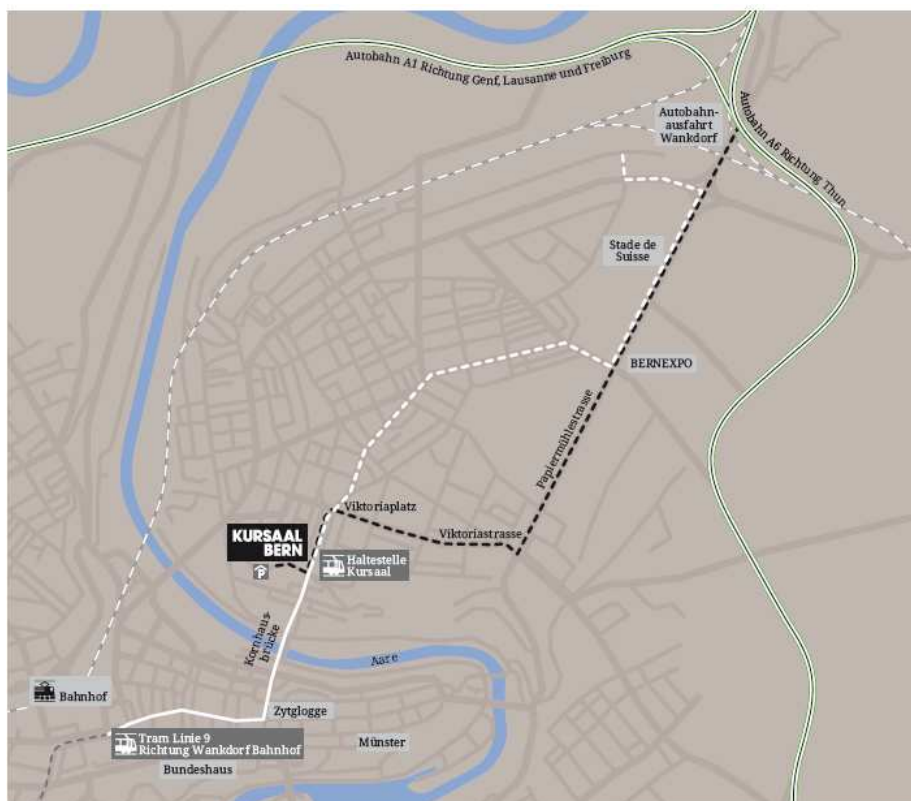 Autobahn A1 Richtung Genf, Lausanne und Freiburg
Autobahn-
ausfahrt
Wankdorf
Autobahn A6 Richtung Thun
Stade de
Suisse
BERNEXPO
Papiermühlestrasse
Viktoriaplatz
Viktoriastrasse
KURSAAL
BERN
P
Haltestelle
Kursaal
Kornhaus-
brücke
Aare
Bahnhof
Zytglogge
Tram Linie 9
Richtung Wankdorf Bahnhof
Münster
Bundeshaus